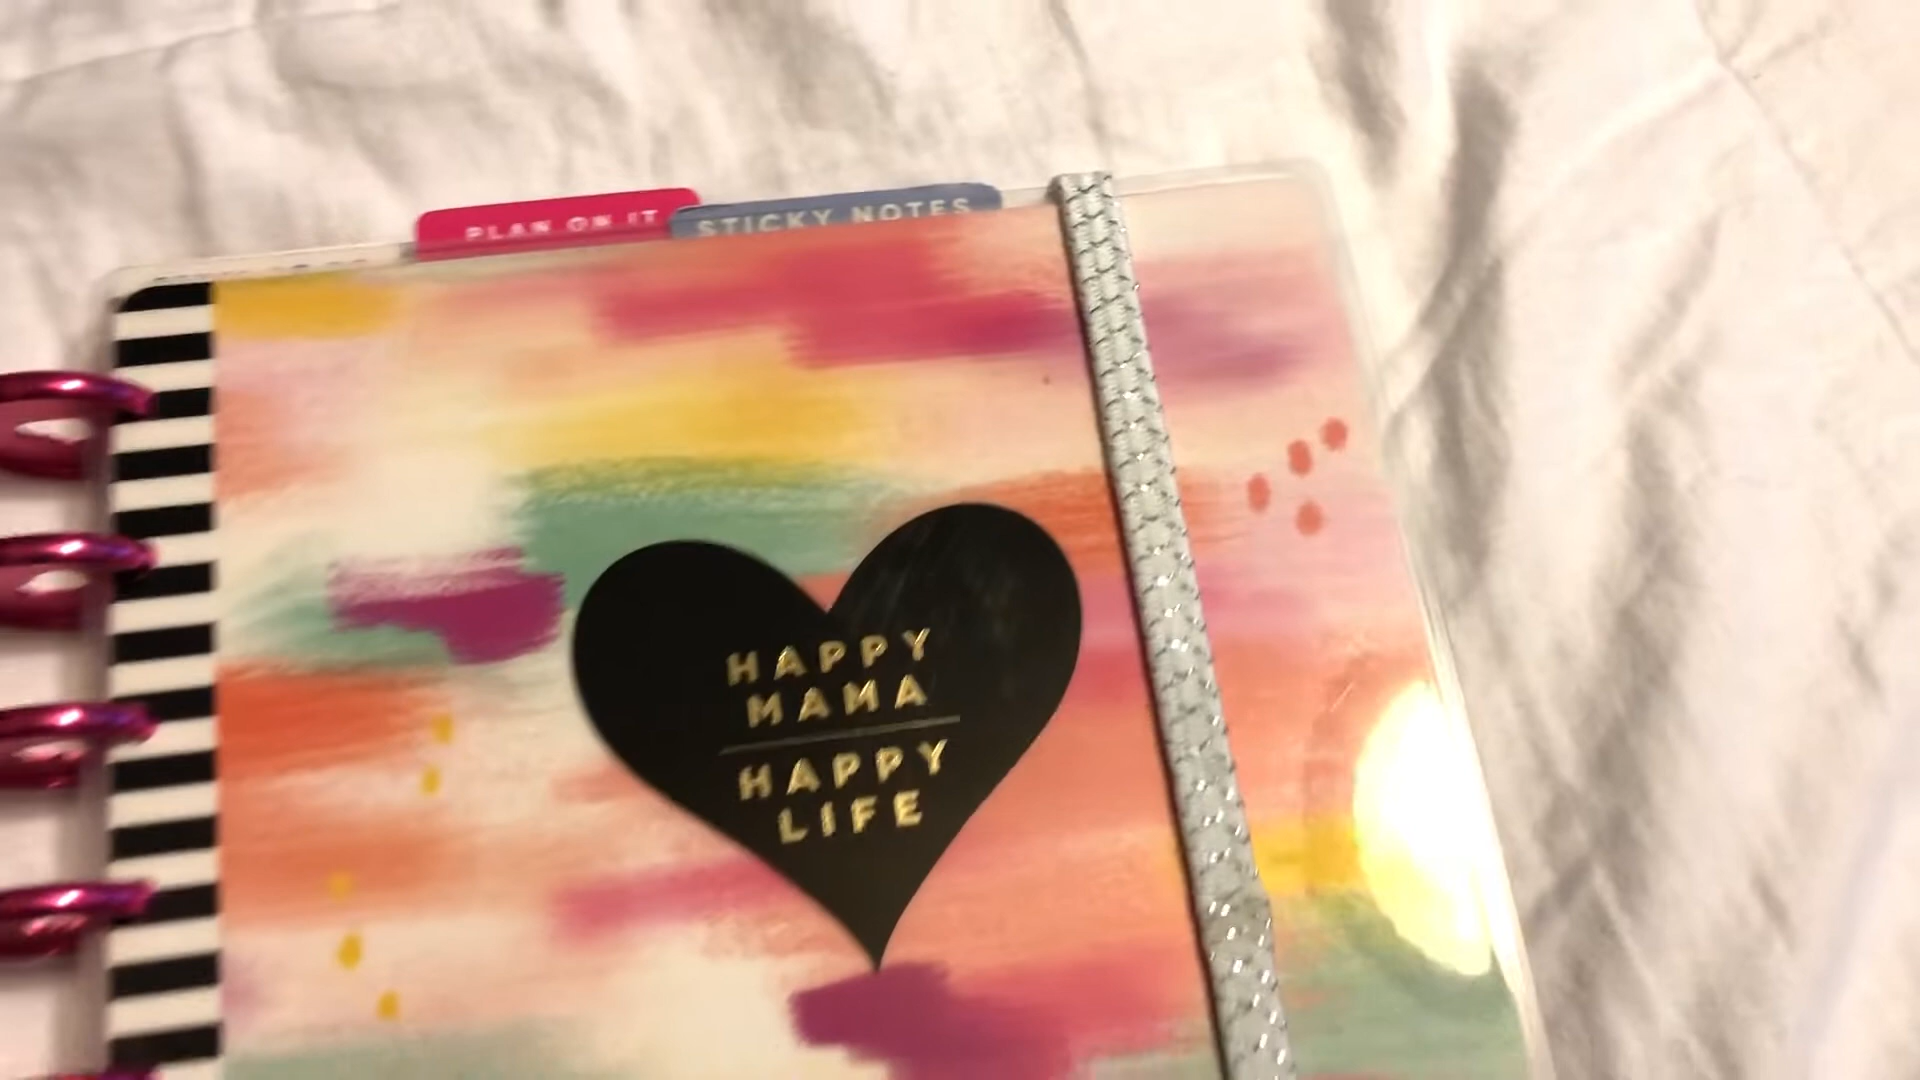 PLAN ON IT
STICKY NOTES
HAPPY
MAMA
HAPPY
LIFE